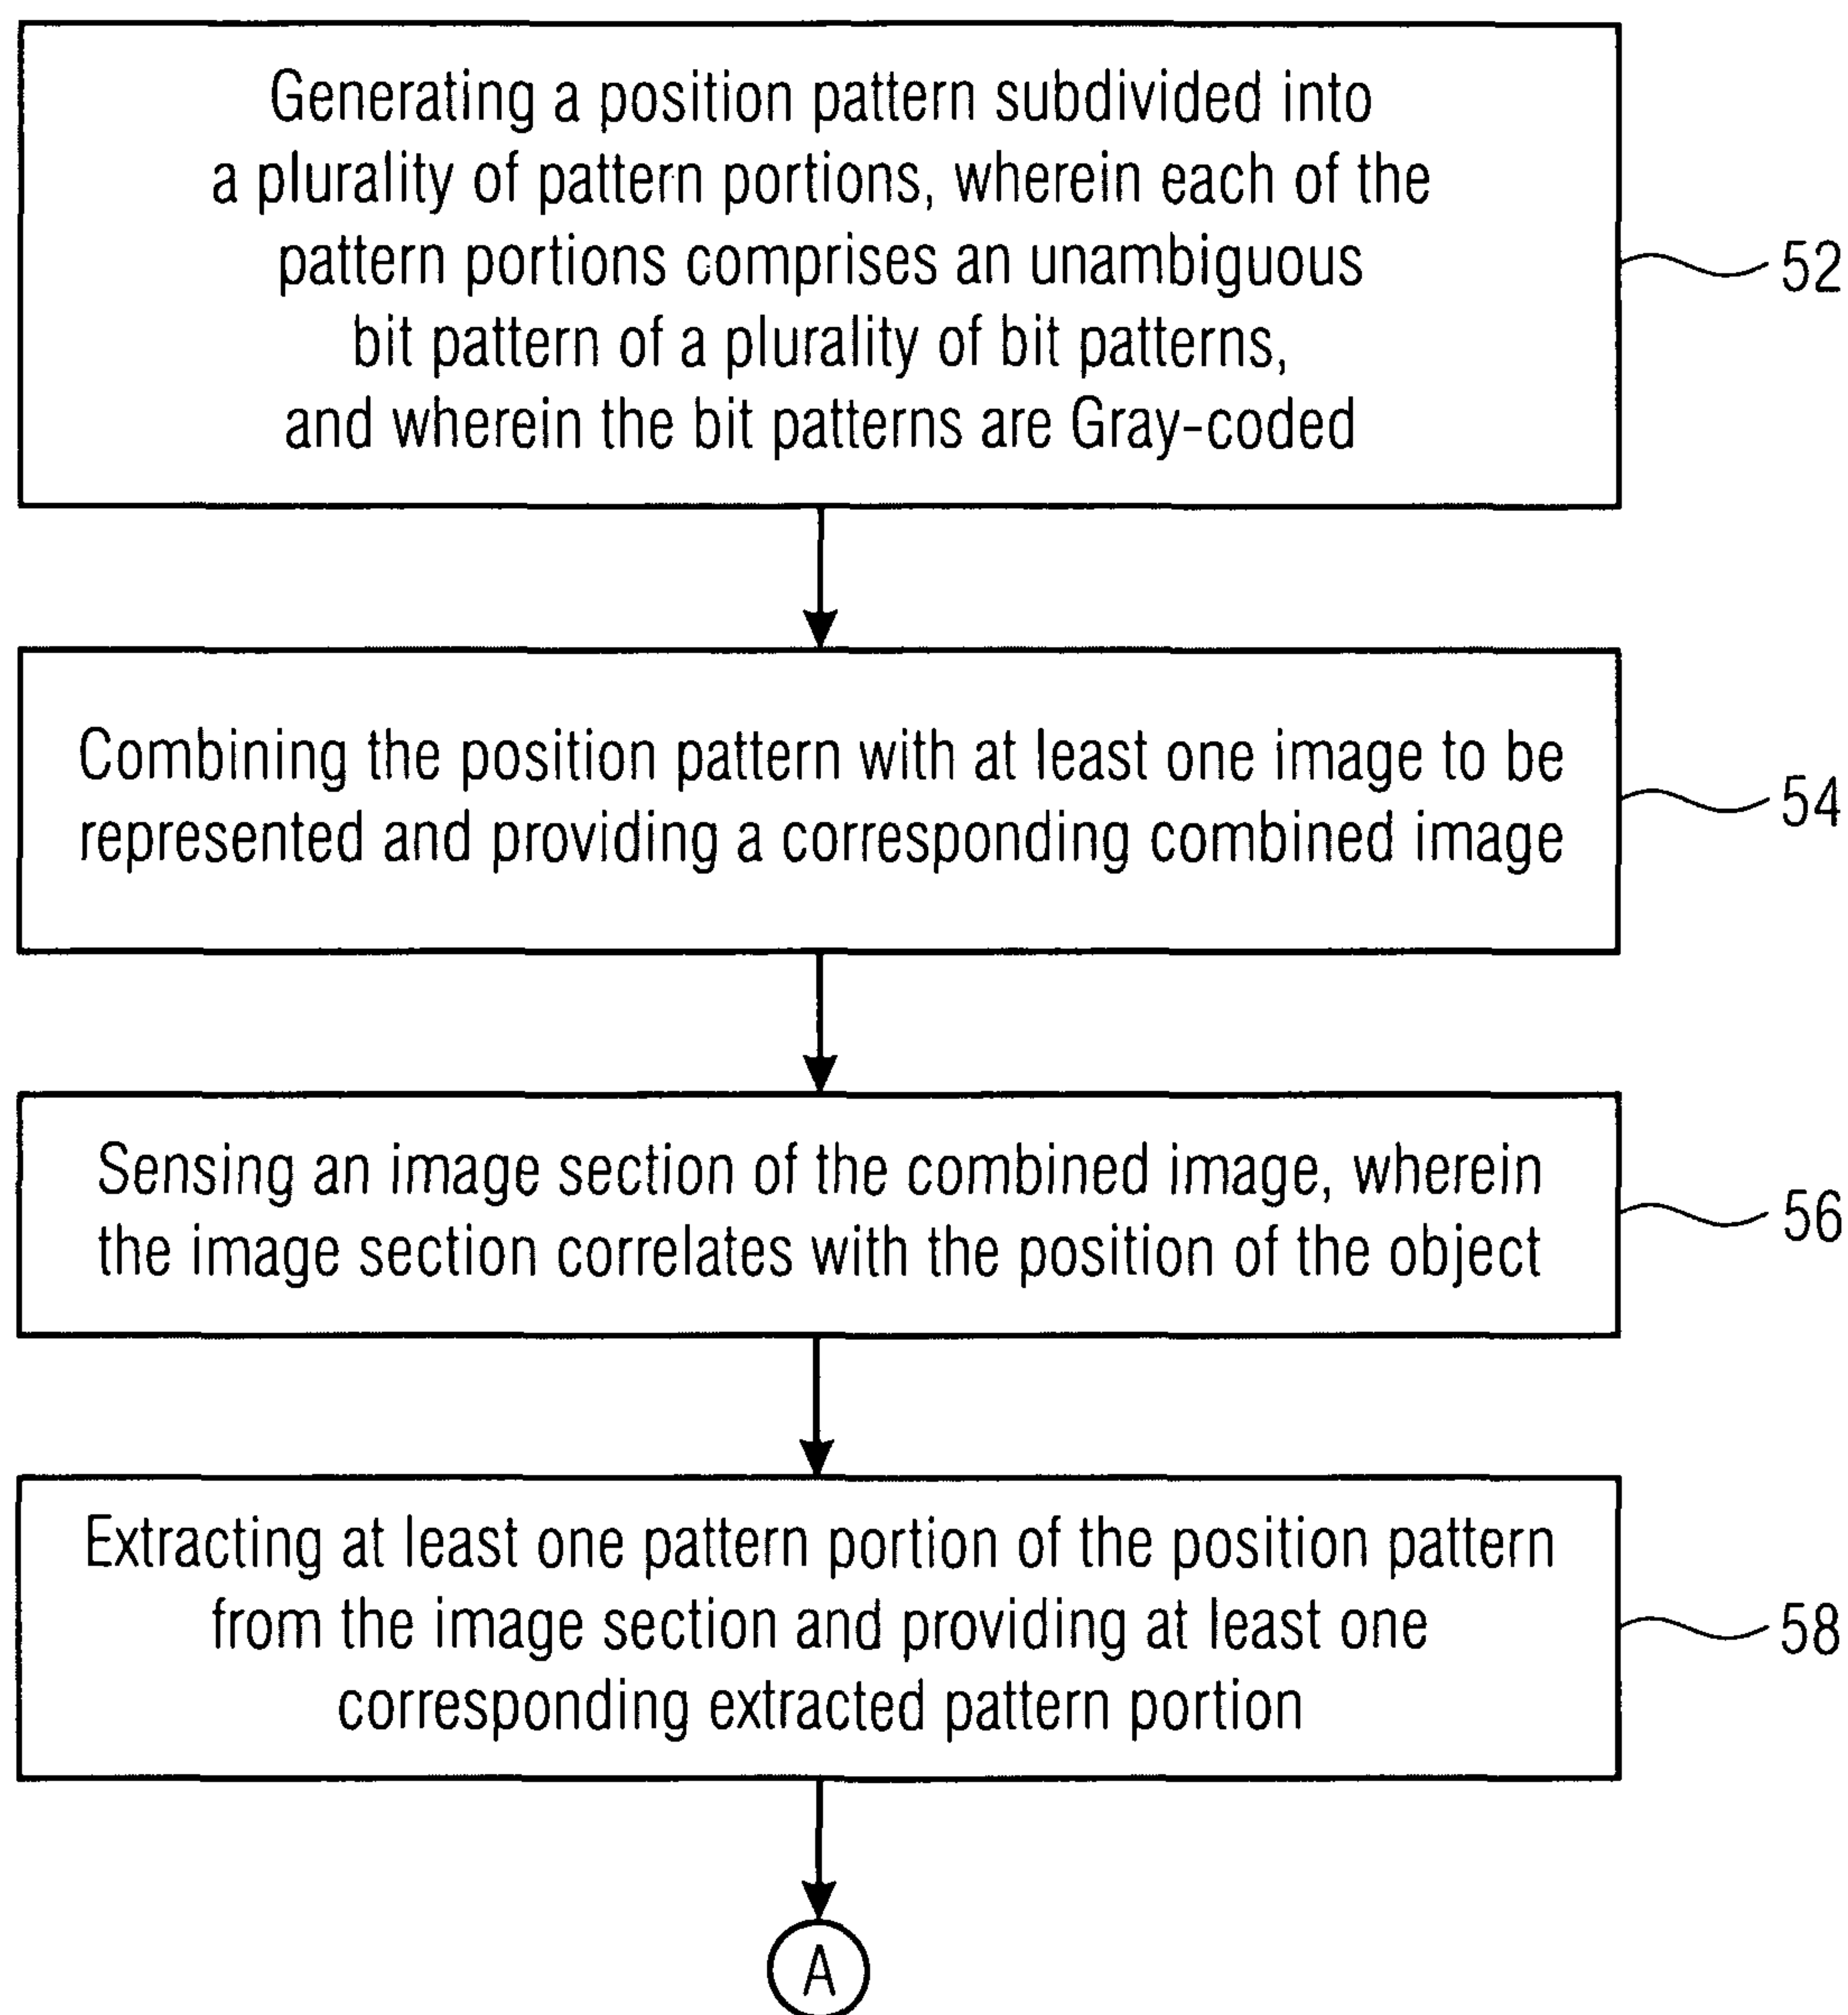 Generating a position pattern subdivided into
a plurality of pattern portions, wherein each of the
pattern portions comprises an unambiguous
bit pattern of a plurality of bit patterns,
and wherein the bit patterns are Gray-coded
52
Combining the position pattern with at least one image to be
represented and providing a corresponding combined image
54
Sensing an image section of the combined image, wherein
the image section correlates with the position of the object
56
Extracting at least one pattern portion of the position pattern
from the image section and providing at least one
corresponding extracted pattern portion
58
A